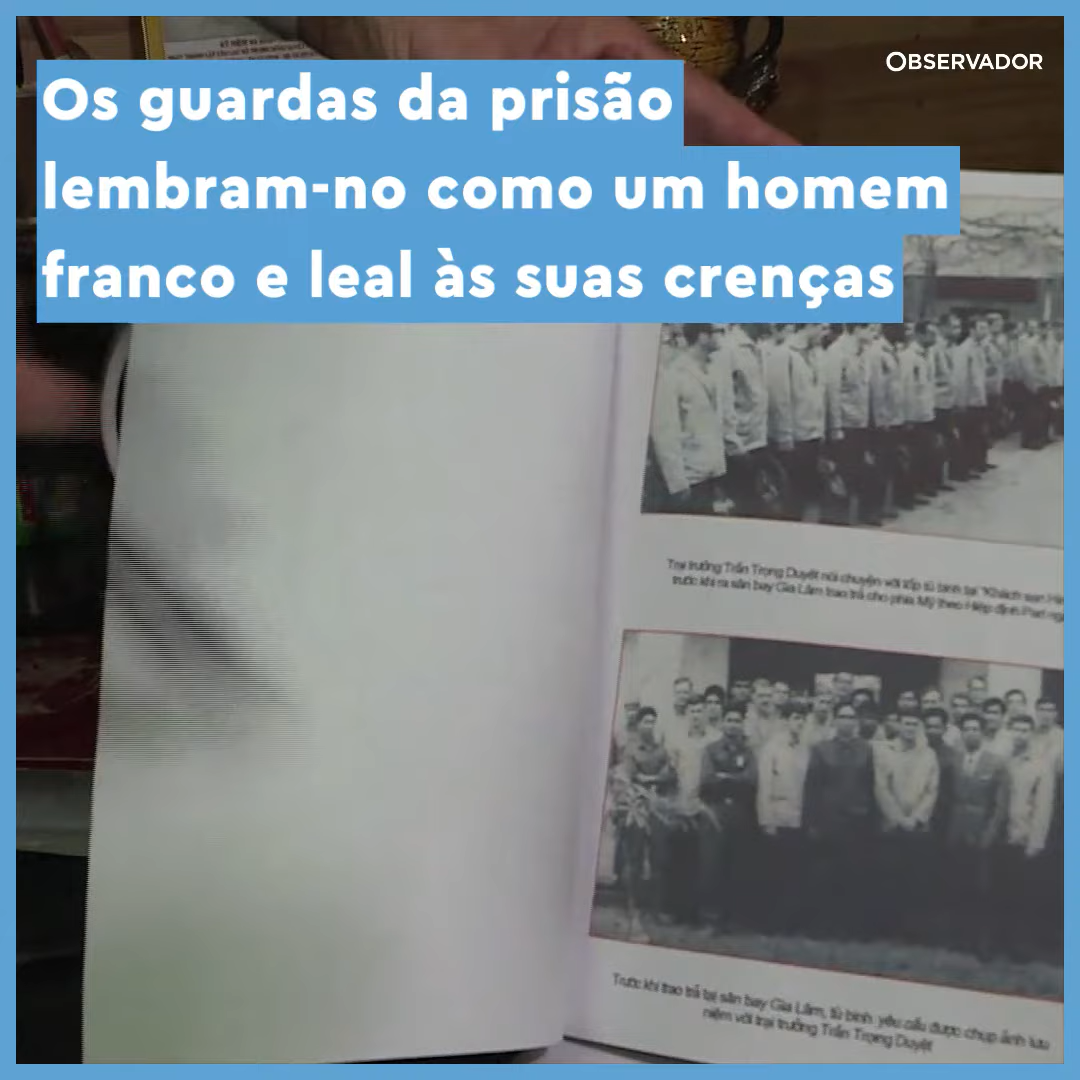 OBSERVADOR
Os guardas da prisão
lembram-no como um homem
franco e leal às suas crenças
Trại trưởng Trần Trọng Duyệt nói chuyện với tốp tù binh tại "Khách sạn
trước khi ra sân bay Gia Lâm trao trả cho phía Mỹ theo Hiệp định Pari
Trước khi trao trả tại sân bay Gia Lâm, tù binh yêu cầu được chụp ảnh lưu
niệm với trại trưởng Trần Trọng Duyệt